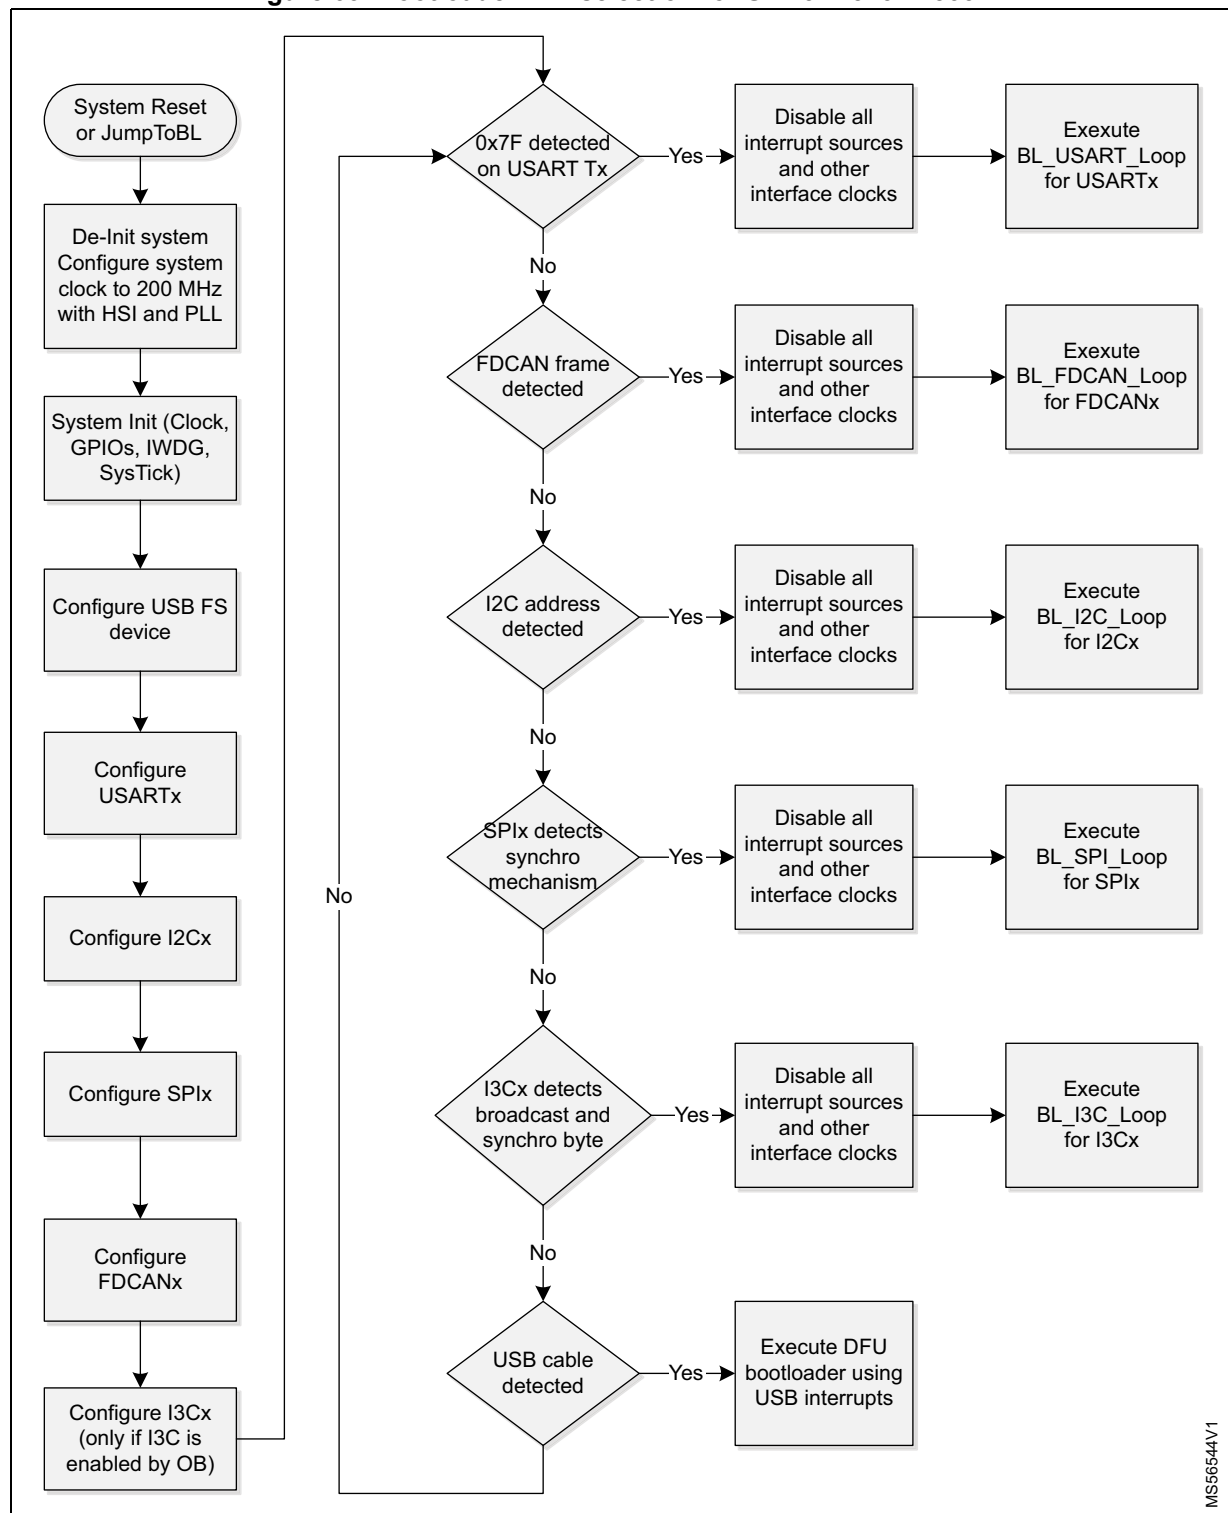 System Reset
or JumpToBL
De-Init system
Configure system
clock to 200 MHz
with HSI and PLL
System Init (Clock,
GPIOs, IWDG,
SysTick)
Configure USB FS
device
Configure
USARTx
Configure I2Cx
Configure SPIx
Configure
FDCANx
Configure I3Cx
(only if I3C is
enabled by OB)
0x7F detected
on USART Tx
Yes
Disable all
interrupt sources
and other
interface clocks
Exexute
BL_USART_Loop
for USARTx
No
FDCAN frame
detected
Yes
Disable all
interrupt sources
and other
interface clocks
Exexute
BL_FDCAN_Loop
for FDCANx
No
I2C address
detected
Yes
Disable all
interrupt sources
and other
interface clocks
Execute
BL_I2C_Loop
for I2Cx
No
SPIx detects
synchro
mechanism
Yes
Disable all
interrupt sources
and other
interface clocks
Execute
BL_SPI_Loop
for SPIx
No
No
I3Cx detects
broadcast and
synchro byte
Yes
Disable all
interrupt sources
and other
interface clocks
Execute
BL_I3C_Loop
for I3Cx
No
USB cable
detected
Yes
Execute DFU
bootloader using
USB interrupts
MS56544V1